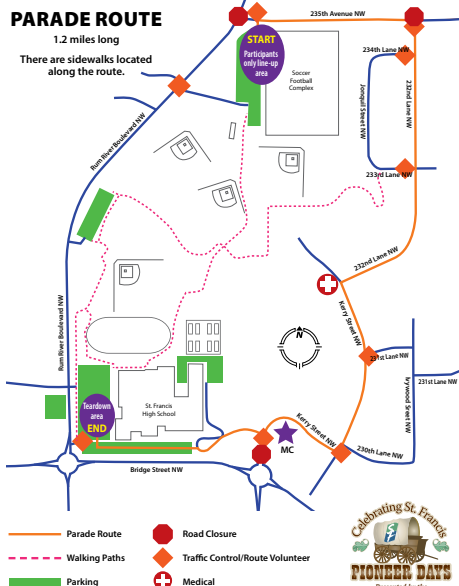 PARADE ROUTE
1.2 miles long
There are sidewalks located
along the route.
START
Participants
only line-up
area
235th Avenue NW
Soccer
Football
Complex
234th Lane NW
Jonquil Street NW
232nd Lane NW
233rd Lane NW
Rum River Boulevard NW
232nd Lane NW
Rum River Boulevard NW
N
Kerry Street NW
231st Lane NW
231st Lane NW
Ivywood Sreet NW
St. Francis
High School
Teardown
area
END
Kerry Street NW
MC
230th Lane NW
Bridge Street NW
Parade Route
Road Closure
Walking Paths
Traffic Control/Route Volunteer
Parking
Medical
Celebrating St. Francis
PIONEER DAYS